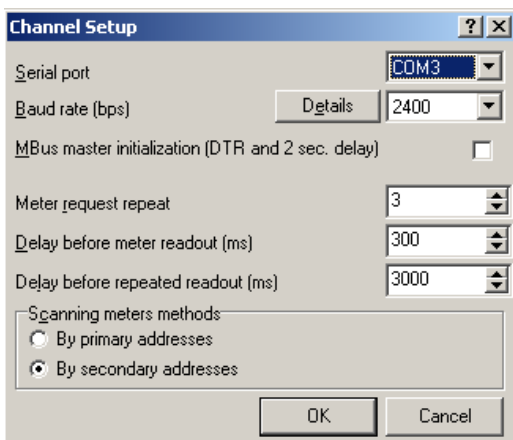 Channel Setup
Serial port COM3
Baud rate (bps) Details 2400
MBus master initialization (DTR and 2 sec. delay)
Meter request repeat 3
Delay before meter readout (ms) 300
Delay before repeated readout (ms) 3000
Scanning meters methods
By primary addresses
By secondary addresses
OK Cancel